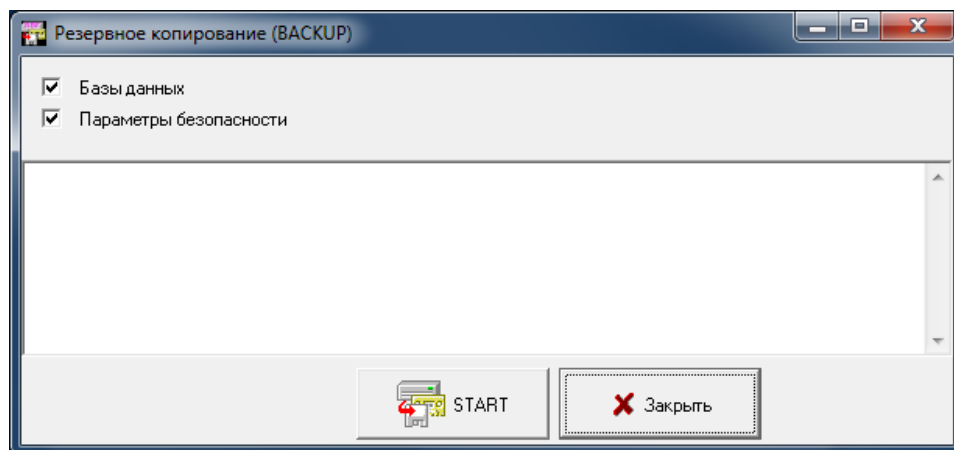 Резервное копирование (BACKUP)
Базы данных
Параметры безопасности
START
Закрыть